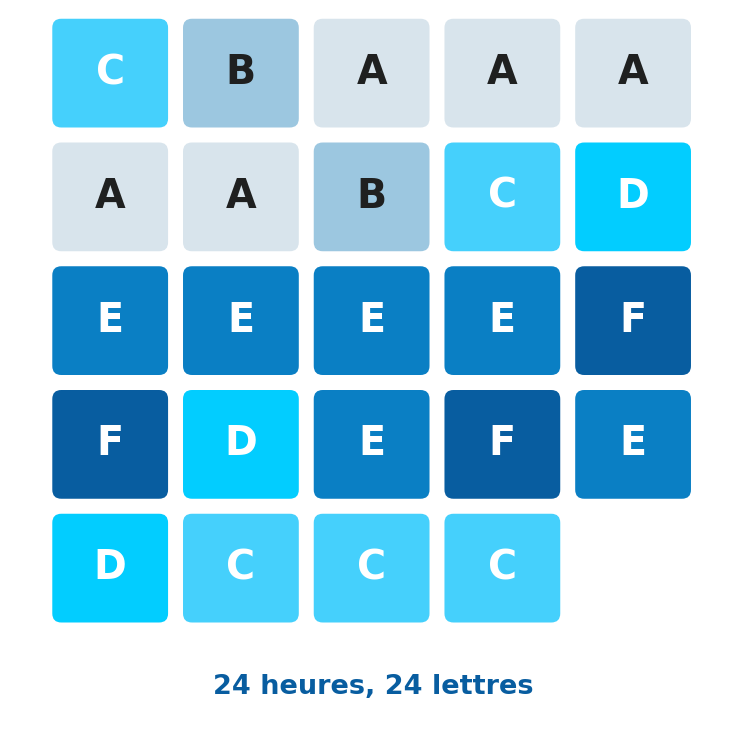 C B A A A
A A B C D
E E E E F
F D E F E
D C C C
24 heures, 24 lettres